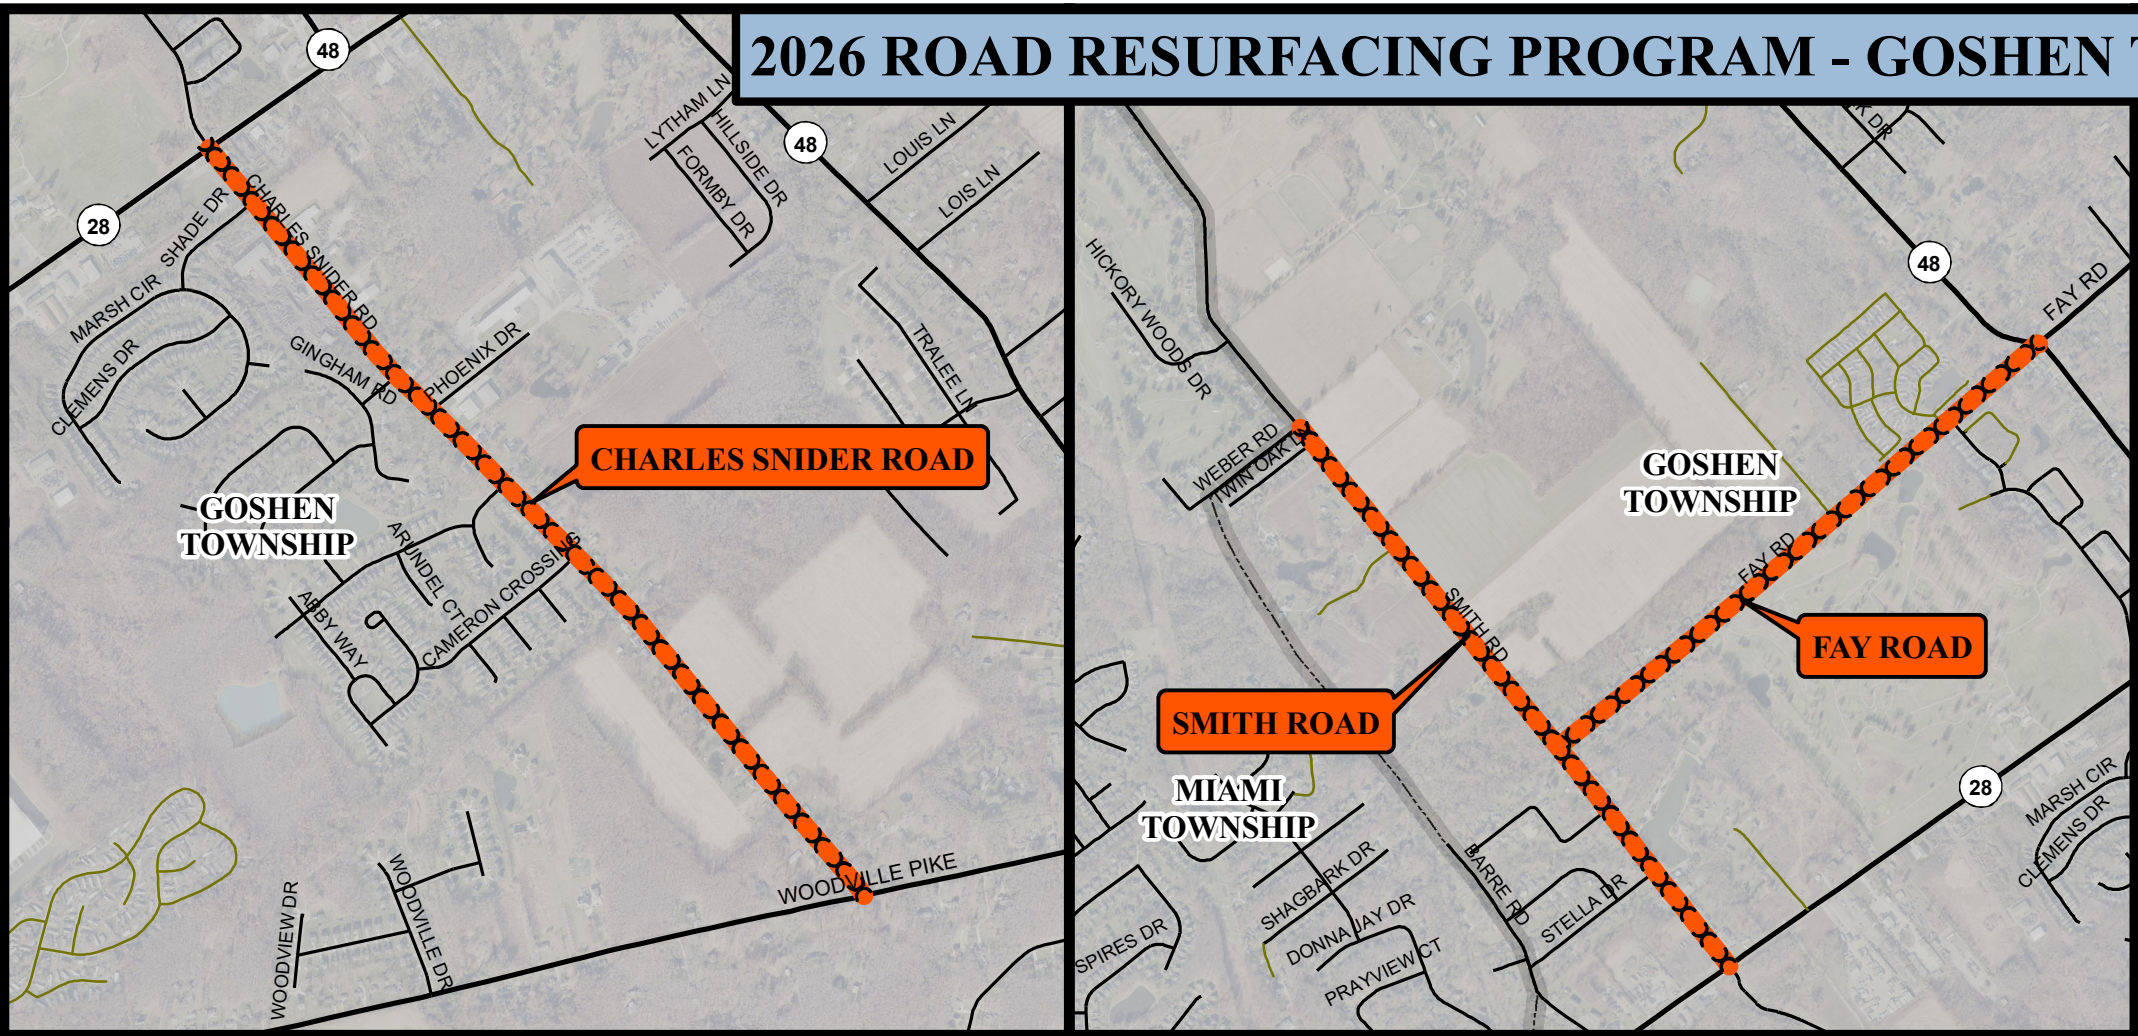 2026 ROAD RESURFACING PROGRAM - GOSHEN
48
28
SHADE DR
CHARLES SNIDER RD
MARSH CIR
CLEMENS DR
GINGHAM RD
PHOENIX DR
LYTHAM LN
HILLSIDE DR
FORMBY DR
48
LOUIS LN
LOIS LN
TRALEE LN
CHARLES SNIDER ROAD
GOSHEN
TOWNSHIP
ARUNDEL CT
ABBY WAY
CAMERON CROSSING
WOODVIEW DR
WOODVILLE DR
WOODVILLE PIKE
HICKORY WOODS DR
WEBER RD
TWIN OAK LN
48
FAY RD
GOSHEN
TOWNSHIP
FAY RD
SMITH RD
FAY ROAD
SMITH ROAD
MIAMI
TOWNSHIP
28
MARSH CIR
CLEMENS DR
BARRE RD
STELLA DR
SHAGBARK DR
DONNA JAY DR
PRAYVIEW CT
SPIRES DR